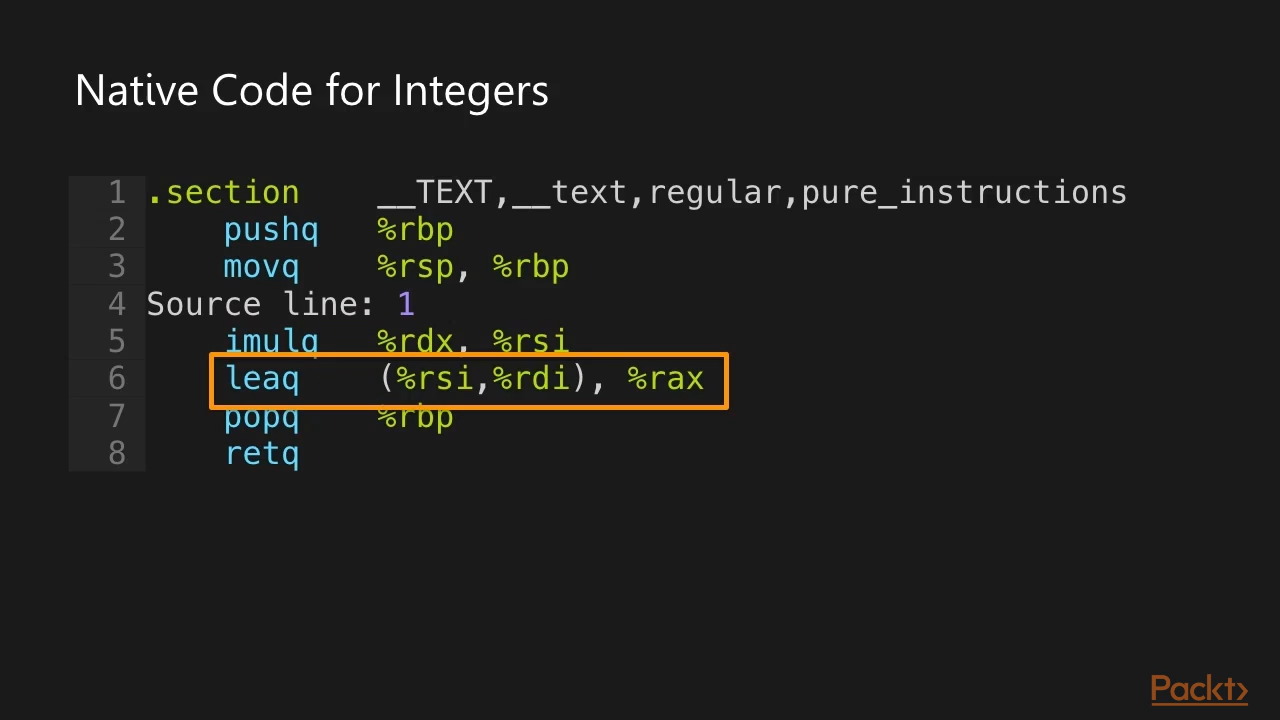 Native Code for Integers
1 .section __TEXT,__text,regular,pure_instructions
2 pushq %rbp
3 movq %rsp, %rbp
4 Source line: 1
5 imulq %rdx, %rsi
6 leaq (%rsi,%rdi), %rax
7 popq %rbp
8 retq
Packt>